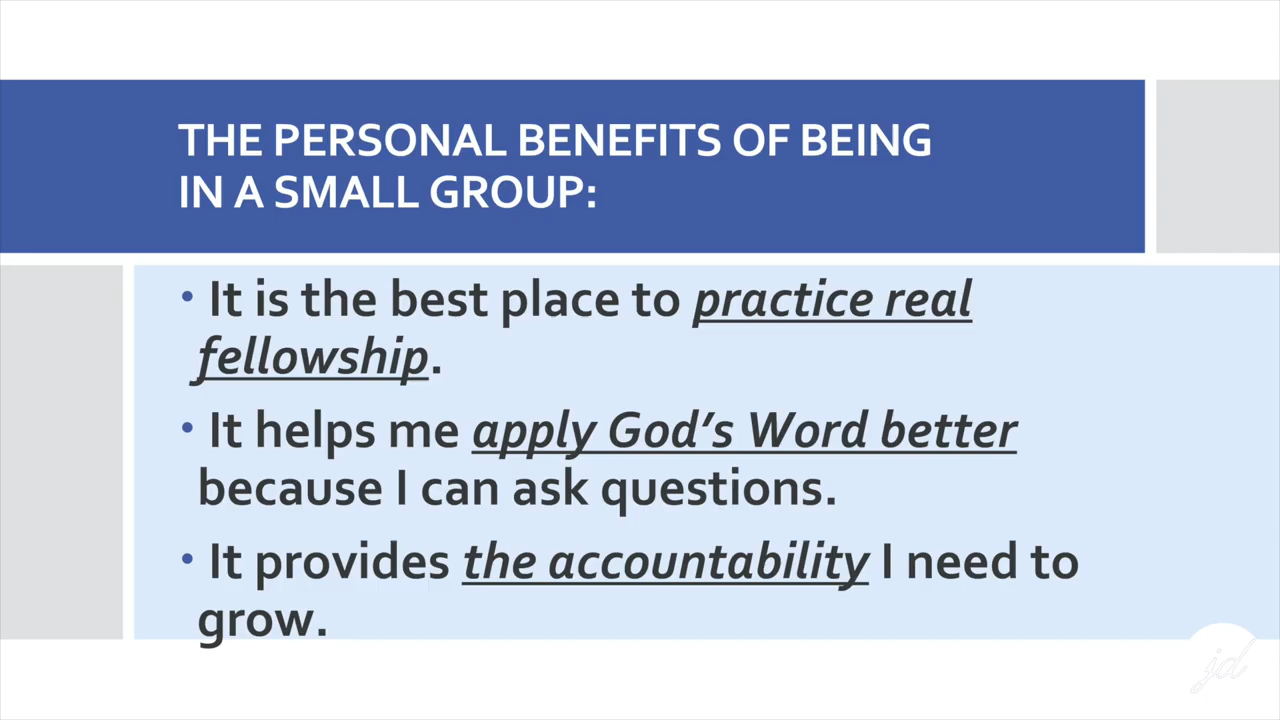 THE PERSONAL BENEFITS OF BEING
IN A SMALL GROUP:
• It is the best place to practice real
fellowship.
• It helps me apply God’s Word better
because I can ask questions.
• It provides the accountability I need to
grow.
jd